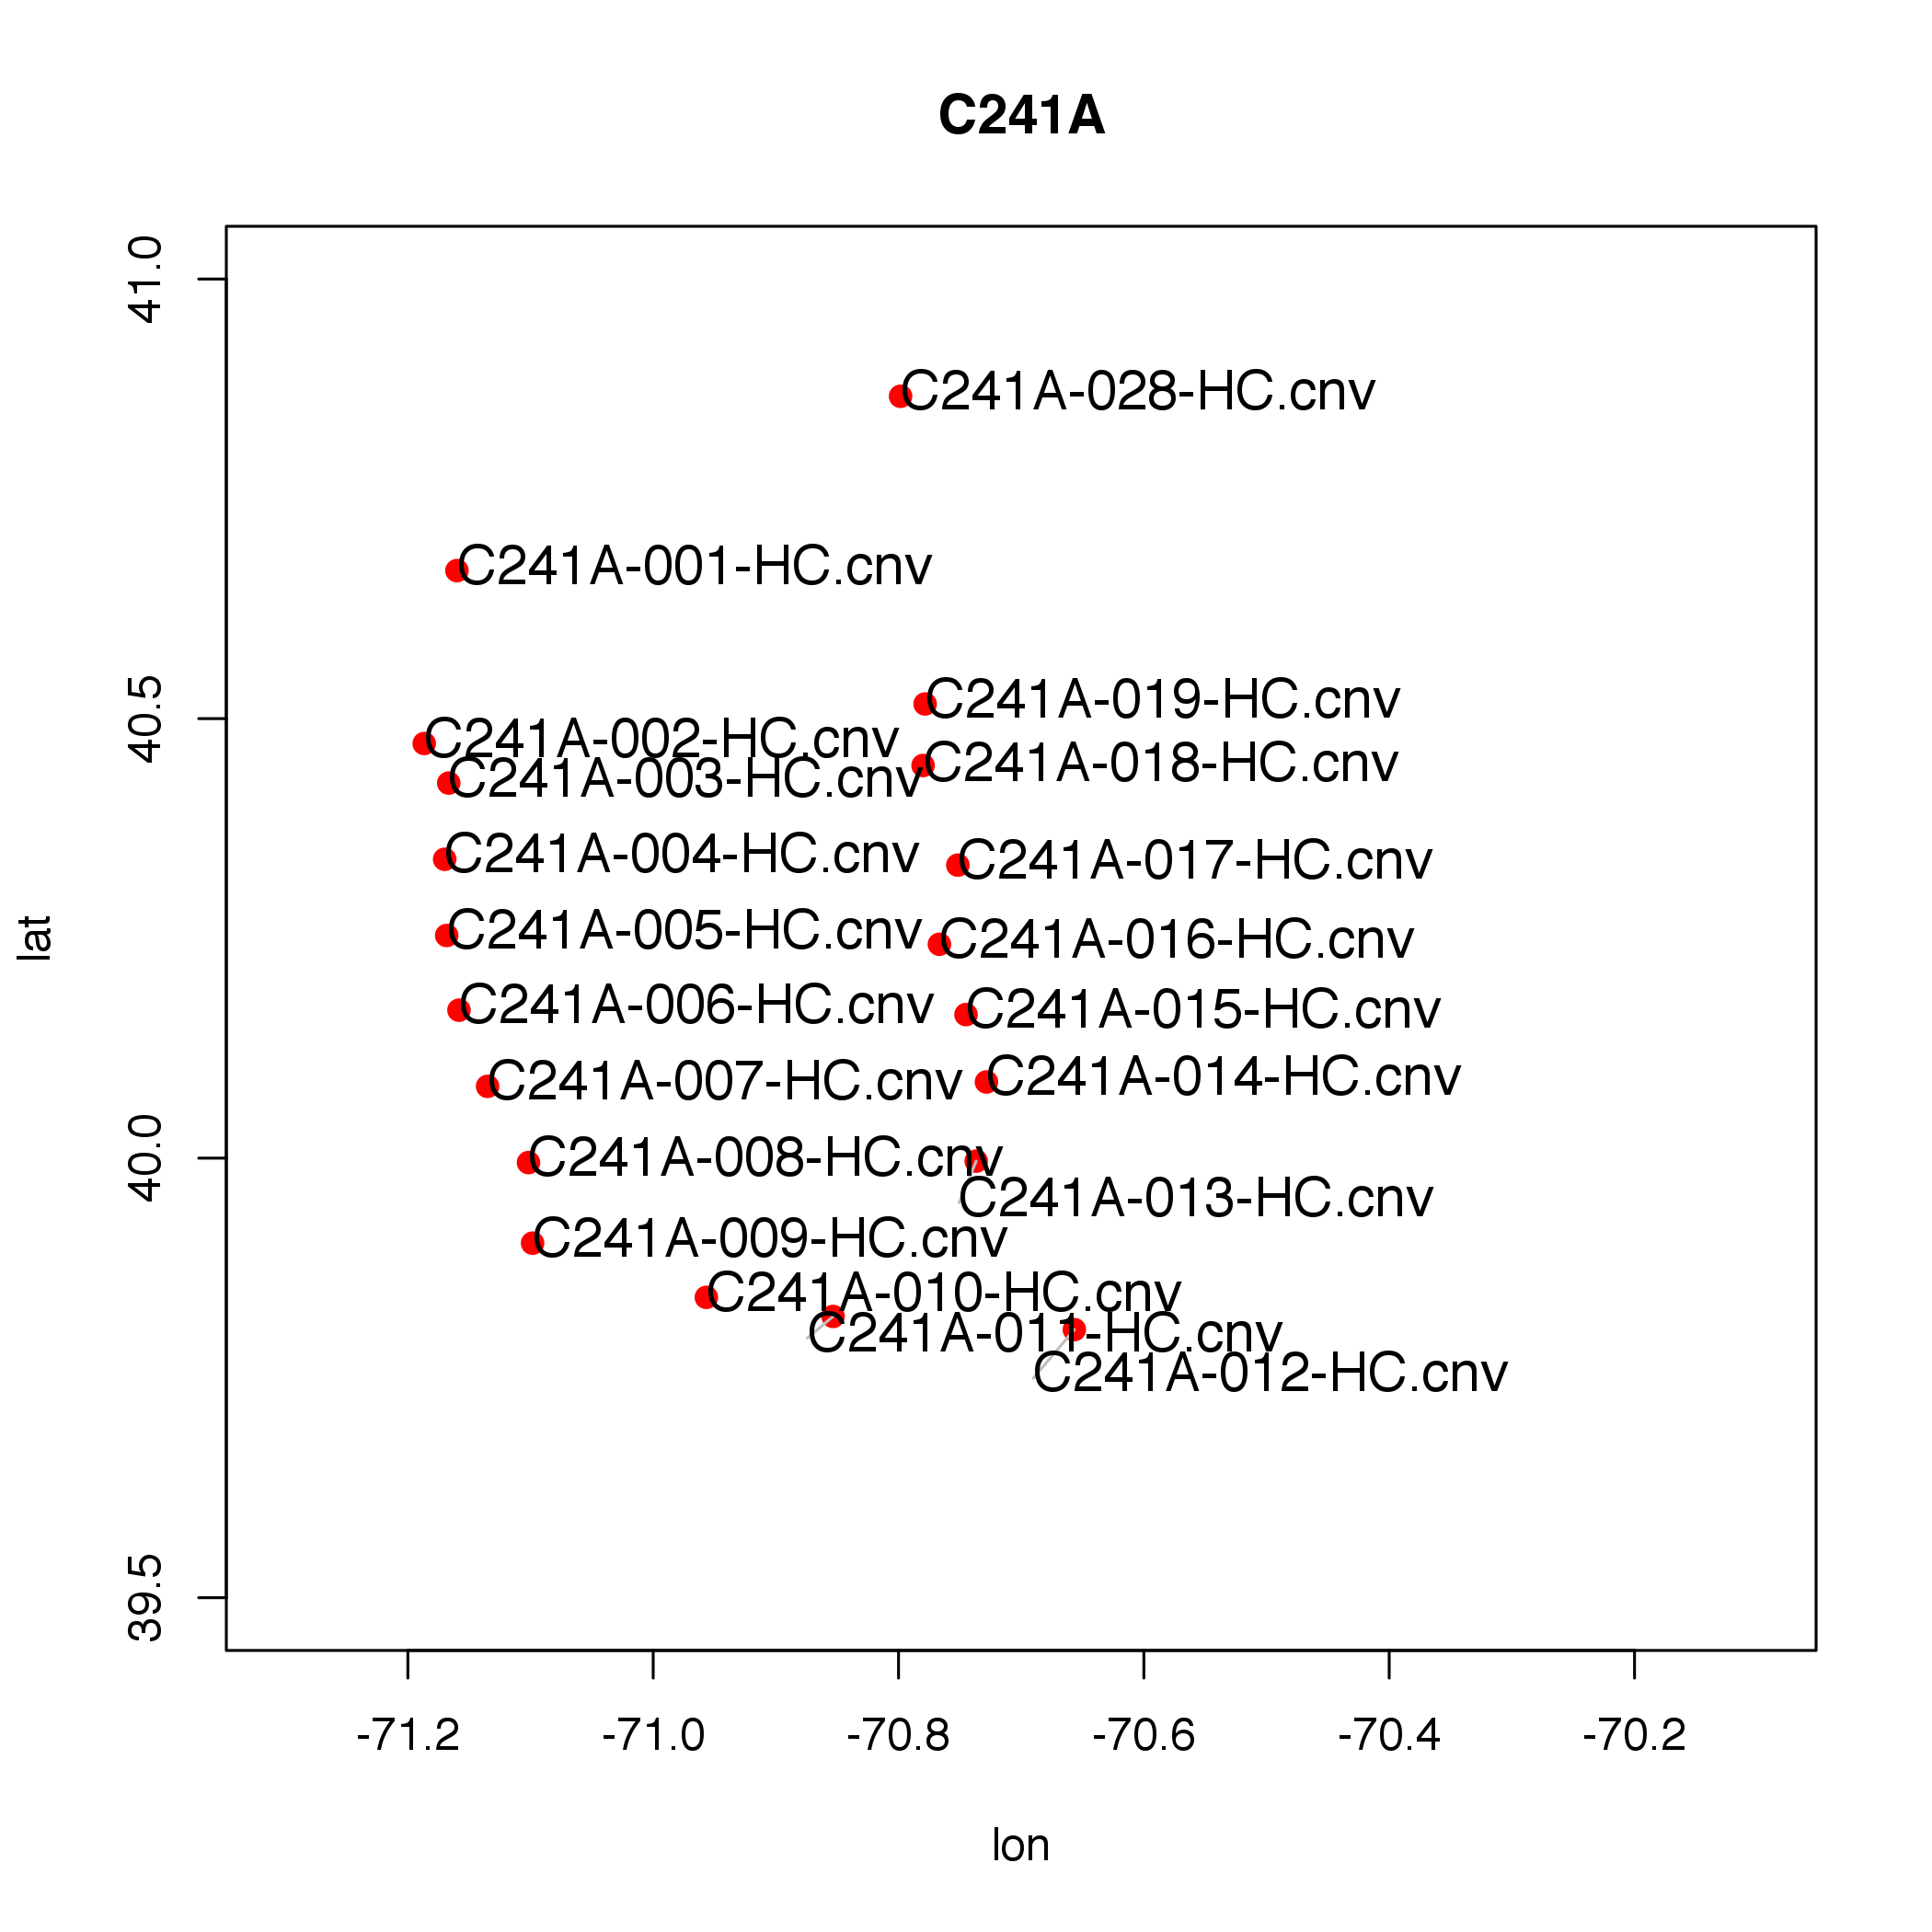 C241A
41.0
C241A-028-HC.cnv
C241A-001-HC.cnv
C241A-019-HC.cnv
40.5
C241A-002-HC.cnv
C241A-018-HC.cnv
C241A-003-HC.cnv
C241A-004-HC.cnv
C241A-017-HC.cnv
C241A-005-HC.cnv
C241A-016-HC.cnv
lat
C241A-006-HC.cnv
C241A-015-HC.cnv
C241A-007-HC.cnv
C241A-014-HC.cnv
40.0
C241A-008-HC.cnv
C241A-013-HC.cnv
C241A-009-HC.cnv
C241A-010-HC.cnv
C241A-011-HC.cnv
C241A-012-HC.cnv
39.5
-71.2 -71.0 -70.8 -70.6 -70.4 -70.2
lon